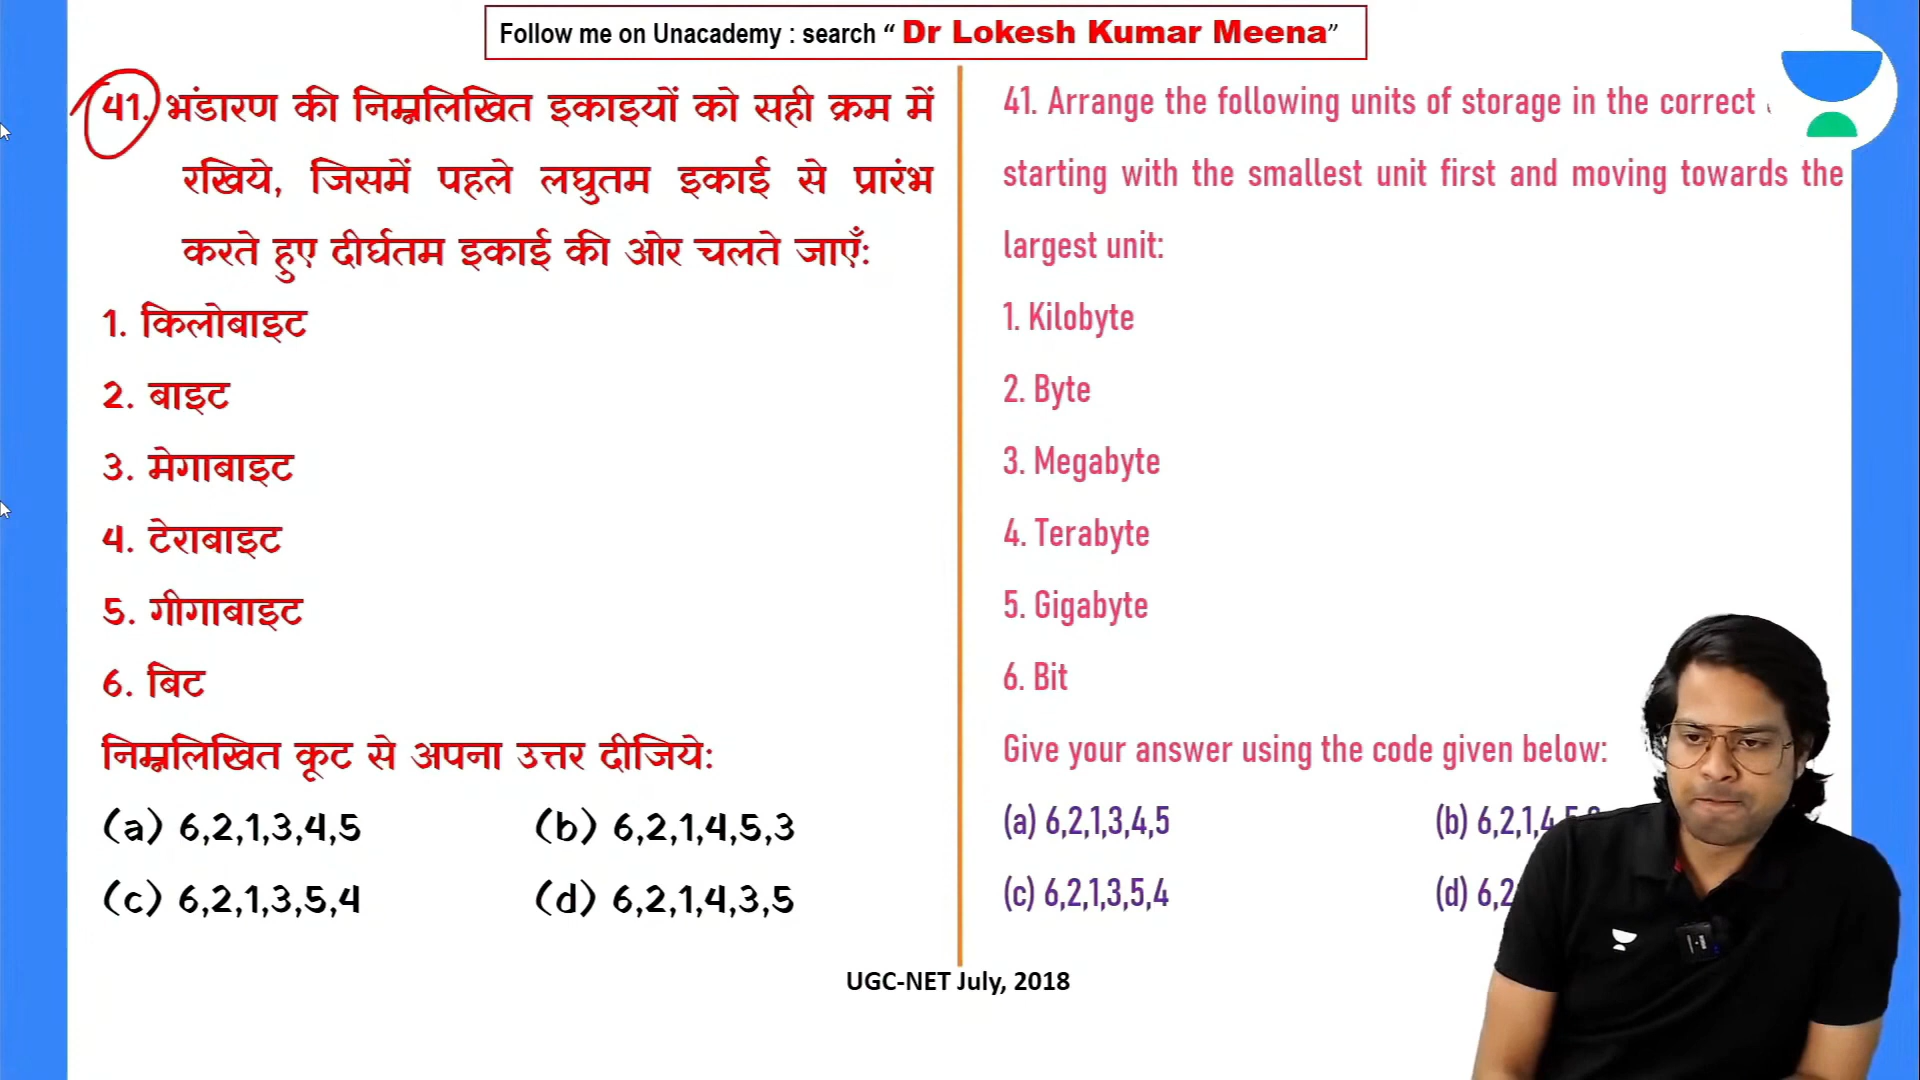 Follow me on Unacademy : search “ Dr Lokesh Kumar Meena”
41. भंडारण की निम्नलिखित इकाइयों को सही क्रम में
रखिये, जिसमें पहले लघुतम इकाई से प्रारंभ
करते हुए दीर्घतम इकाई की ओर चलते जाएँः
1. किलोबाइट
2. बाइट
3. मेगाबाइट
4. टेराबाइट
5. गीगाबाइट
6. बिट
निम्नलिखित कूट से अपना उत्तर दीजियेः
(a) 6,2,1,3,4,5 (b) 6,2,1,4,5,3
(c) 6,2,1,3,5,4 (d) 6,2,1,4,3,5
41. Arrange the following units of storage in the correct
starting with the smallest unit first and moving towards the
largest unit:
1. Kilobyte
2. Byte
3. Megabyte
4. Terabyte
5. Gigabyte
6. Bit
Give your answer using the code given below:
(a) 6,2,1,3,4,5 (b) 6,2,1,4
(c) 6,2,1,3,5,4 (d) 6,2
UGC-NET July, 2018